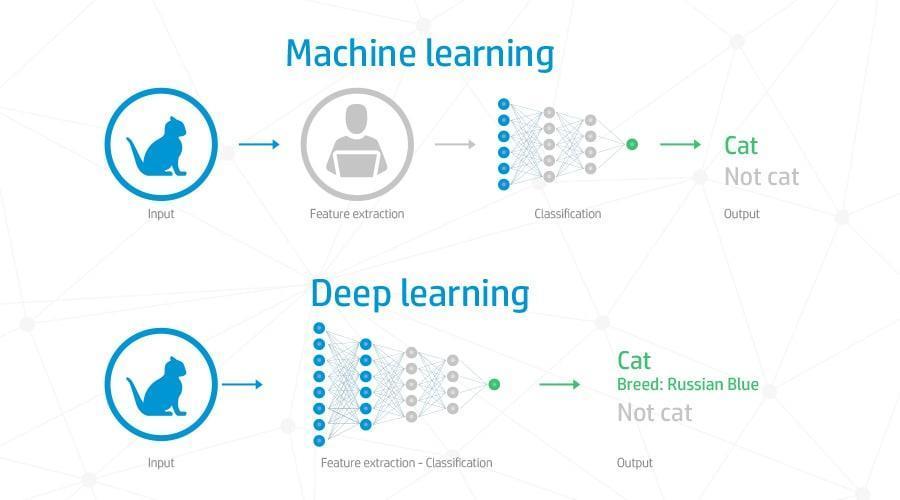 Machine learning
Cat
Not cat
Input
Feature extraction
Classification
Output
Deep learning
Cat
Breed: Russian Blue
Not cat
Input
Feature extraction - Classification
Output